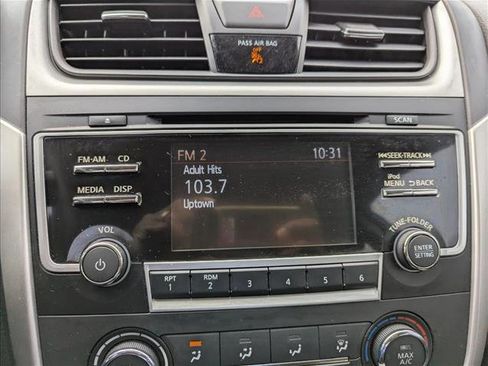 PASS AIR BAG
OFF
SCAN
FM·AM CD
MEDIA DISP
VOL
FM 2 10:31
Adult Hits
103.7
Uptown
SEEK·TRACK
iPod
MENU BACK
TUNE·FOLDER
ENTER
SETTING
RPT
1
RDM
2
3
4
5
6
MAX
A/C